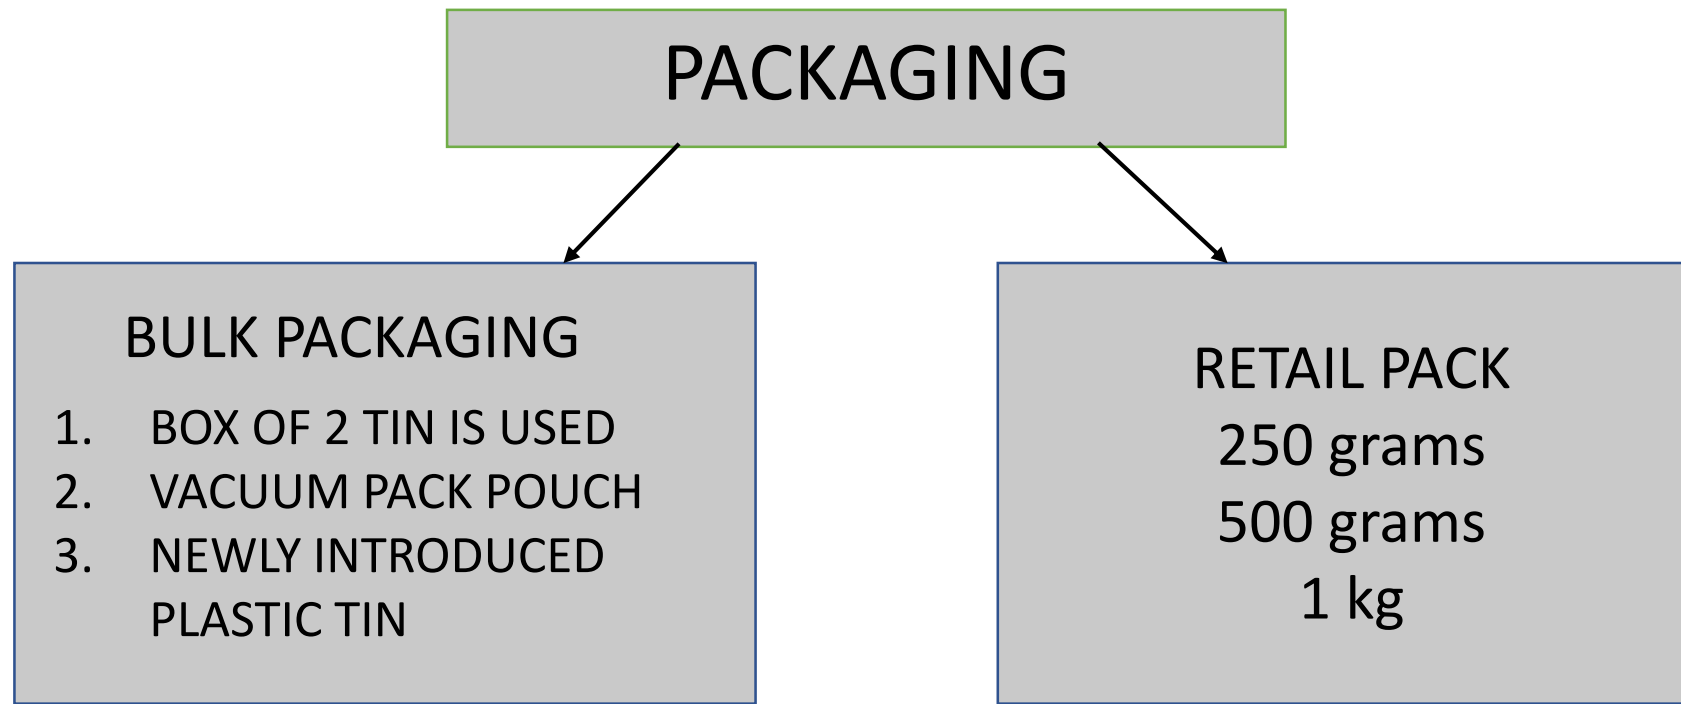 PACKAGING
BULK PACKAGING
1. BOX OF 2 TIN IS USED
2. VACUUM PACK POUCH
3. NEWLY INTRODUCED
PLASTIC TIN
RETAIL PACK
250 grams
500 grams
1 kg